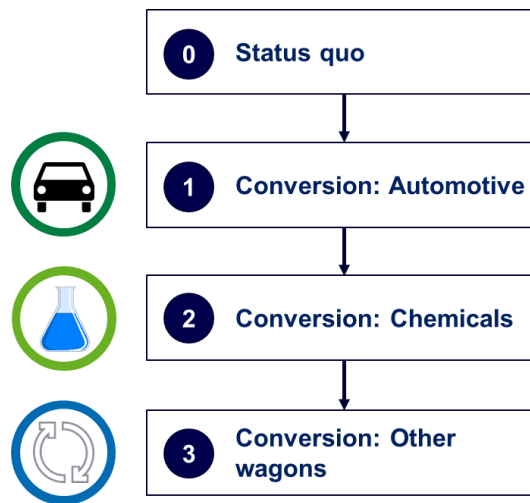 0 Status quo
1 Conversion: Automotive
2 Conversion: Chemicals
3 Conversion: Other
wagons